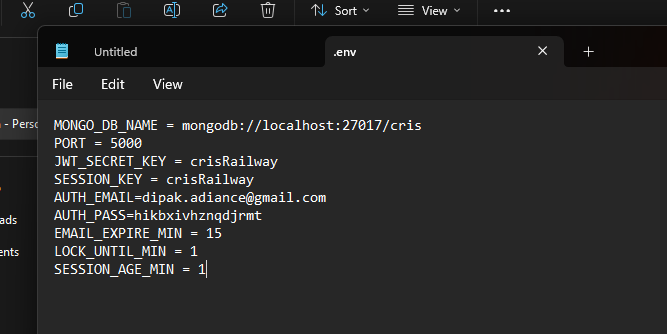 Sort View ...
Untitled .env
File Edit View
- Perso
MONGO_DB_NAME = mongodb://localhost:27017/cris
PORT = 5000
JWT_SECRET_KEY = crisRailway
SESSION_KEY = crisRailway
ads
AUTH_EMAIL=dipak.adiance@gmail.com
AUTH_PASS=hikbxivhznqdjrmt
EMAIL_EXPIRE_MIN = 15
ents
LOCK_UNTIL_MIN = 1
SESSION_AGE_MIN = 1